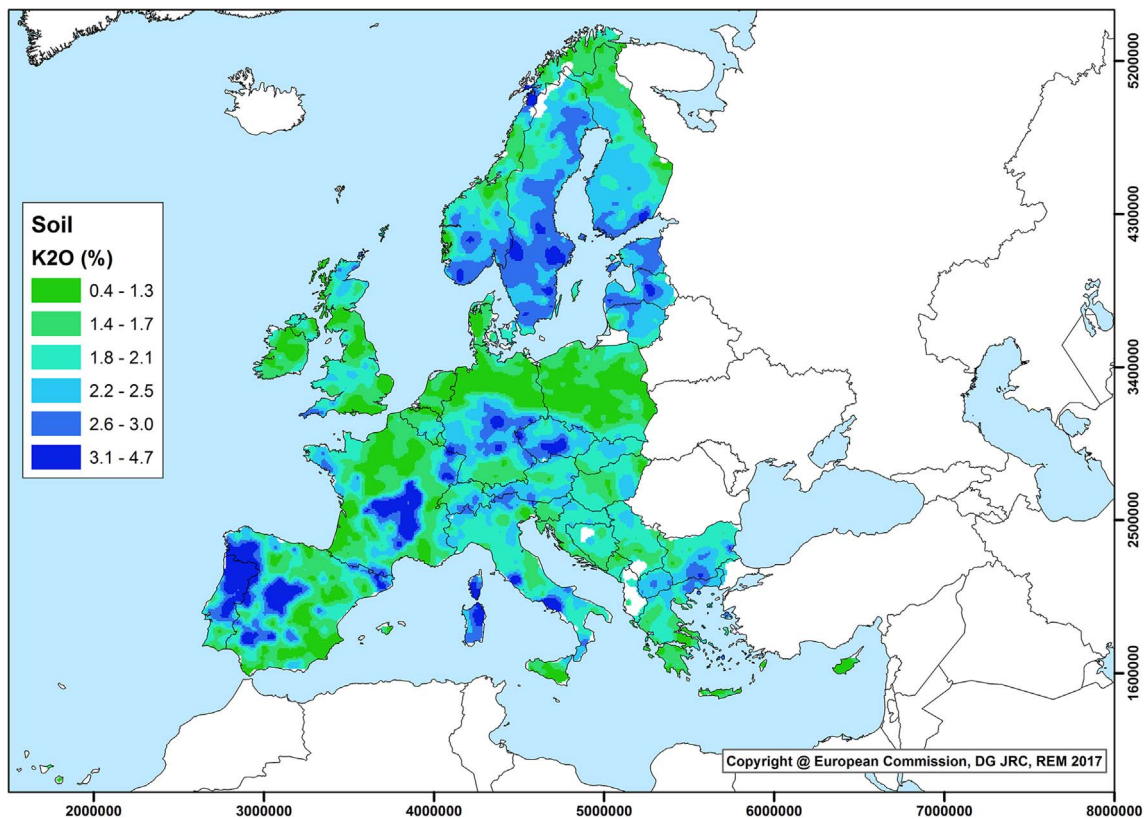 Soil
K2O (%)
0.4 - 1.3
1.4 - 1.7
1.8 - 2.1
2.2 - 2.5
2.6 - 3.0
3.1 - 4.7
5200000
4300000
3400000
2500000
1600000
Copyright @ European Commission, DG JRC, REM 2017
2000000 3000000 4000000 5000000 6000000 7000000 8000000